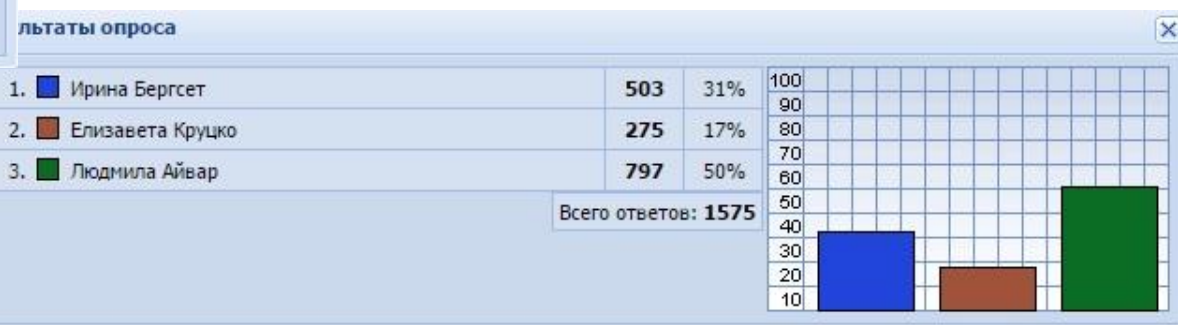 льтаты опроса
1. Ирина Бергсет 503 31%
2. Елизавета Круцко 275 17%
3. Людмила Айвар 797 50%
Всего ответов: 1575
100
90
80
70
60
50
40
30
20
10